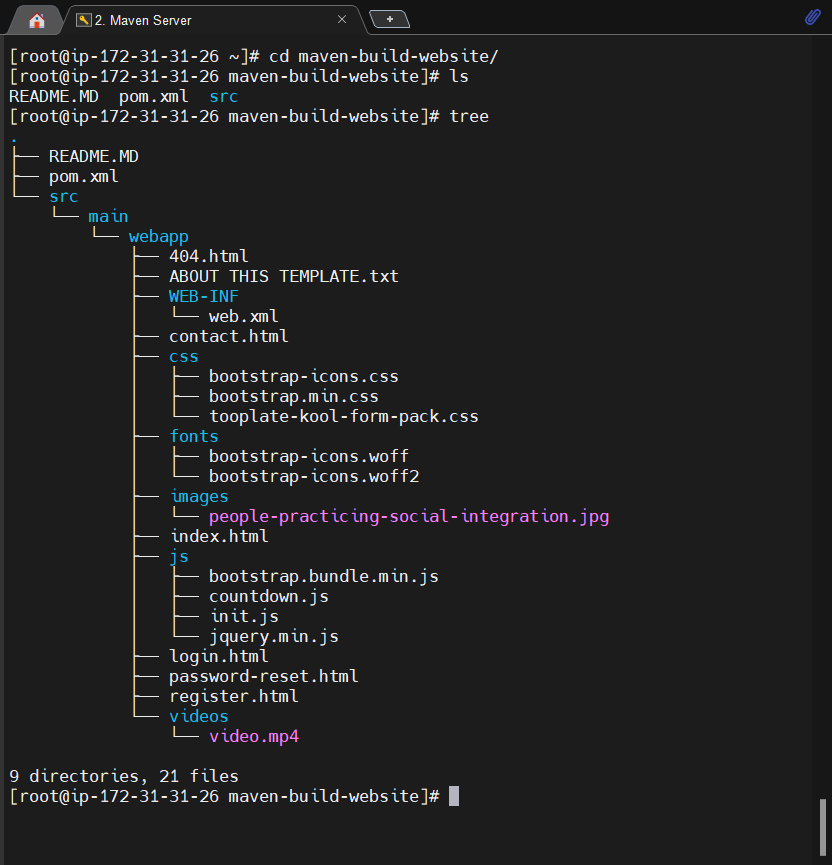 2. Maven Server
[root@ip-172-31-31-26 ~]# cd maven-build-website/
[root@ip-172-31-31-26 maven-build-website]# ls
README.MD  pom.xml  src
[root@ip-172-31-31-26 maven-build-website]# tree
.
├── README.MD
├── pom.xml
└── src
    └── main
        └── webapp
            ├── 404.html
            ├── ABOUT THIS TEMPLATE.txt
            ├── WEB-INF
            │   └── web.xml
            ├── contact.html
            ├── css
            │   ├── bootstrap-icons.css
            │   ├── bootstrap.min.css
            │   └── tooplate-kool-form-pack.css
            ├── fonts
            │   ├── bootstrap-icons.woff
            │   └── bootstrap-icons.woff2
            ├── images
            │   └── people-practicing-social-integration.jpg
            ├── index.html
            ├── js
            │   ├── bootstrap.bundle.min.js
            │   ├── countdown.js
            │   ├── init.js
            │   └── jquery.min.js
            ├── login.html
            ├── password-reset.html
            ├── register.html
            └── videos
                └── video.mp4
9 directories, 21 files
[root@ip-172-31-31-26 maven-build-website]#